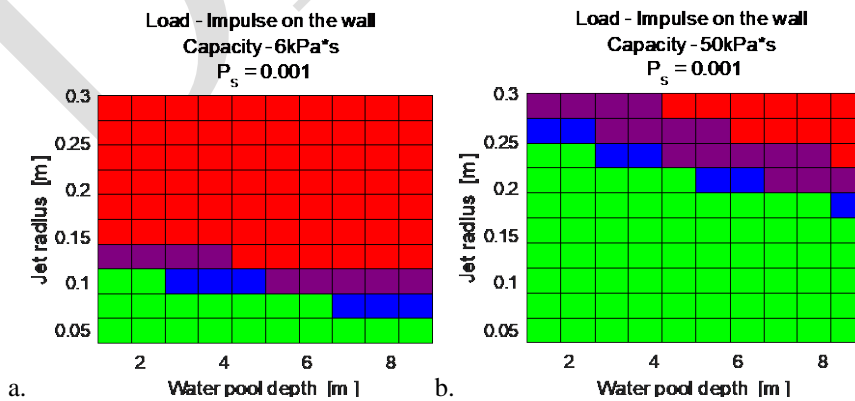 Load - Impulse on the wall
Capacity - 6kPa*s
P_s = 0.001
0.3
0.25
0.2
0.15
0.1
0.05
Jet radius [m]
2 4 6 8
Water pool depth [m]
a.
Load - Impulse on the wall
Capacity - 50kPa*s
P_s = 0.001
0.3
0.25
0.2
0.15
0.1
0.05
Jet radius [m]
2 4 6 8
Water pool depth [m]
b.